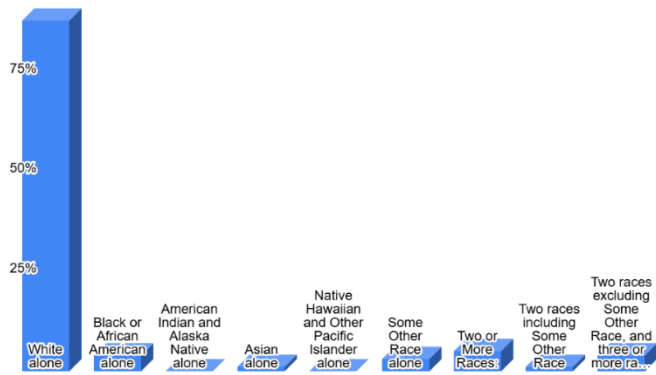 75%
50%
25%
White
alone
Black or
African
American
alone
American
Indian and
Alaska
Native
alone
Asian
alone
Native
Hawaiian
and Other
Pacific
Islander
alone
Some
Other
Race
alone
Two or
More
Races:
Two races
including
Some
Other
Race
Two races
excluding
Some
Other
Race, and
three or
more ra…